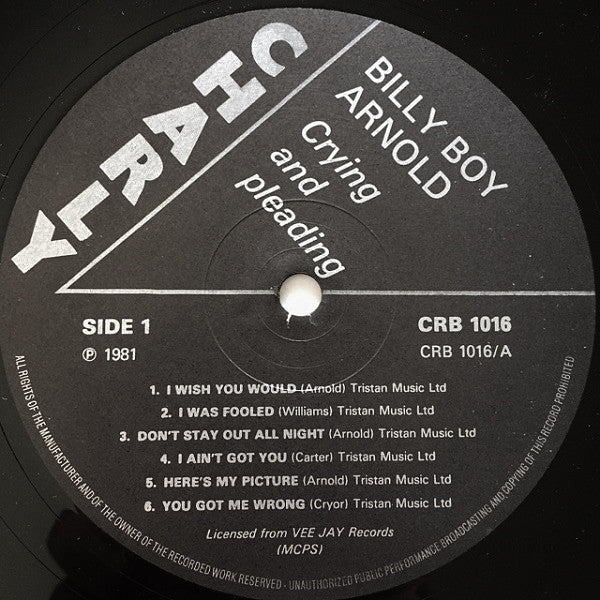 CHARLY
BILLY BOY
ARNOLD
Crying
and
pleading
SIDE 1
CRB 1016
℗ 1981
CRB 1016/A
1. I WISH YOU WOULD (Arnold) Tristan Music Ltd
2. I WAS FOOLED (Williams) Tristan Music Ltd
3. DON'T STAY OUT ALL NIGHT (Arnold) Tristan Music Ltd
4. I AIN'T GOT YOU (Carter) Tristan Music Ltd
5. HERE'S MY PICTURE (Arnold) Tristan Music Ltd
6. YOU GOT ME WRONG (Cryor) Tristan Music Ltd
Licensed from VEE JAY Records
(MCPS)
ALL RIGHTS OF THE MANUFACTURER AND OF THE OWNER OF THE RECORDED WORK RESERVED - UNAUTHORIZED PUBLIC PERFORMANCE BROADCASTING AND COPYING OF THIS RECORD PROHIBITED